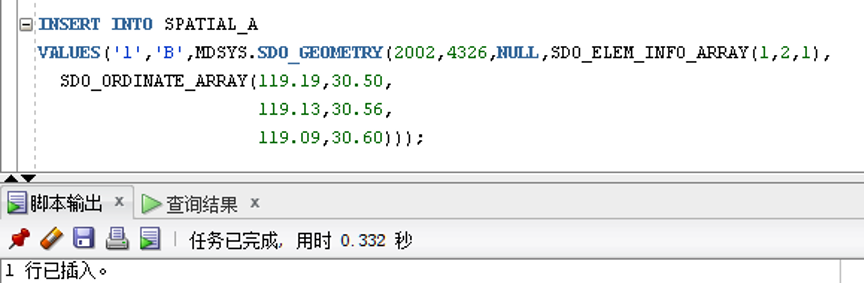 INSERT INTO SPATIAL_A
VALUES('1','B',MDSYS.SDO_GEOMETRY(2002,4326,NULL,SDO_ELEM_INFO_ARRAY(1,2,1),
SDO_ORDINATE_ARRAY(119.19,30.50,
119.13,30.56,
119.09,30.60)));
脚本输出 x 查询结果 x
任务已完成, 用时 0.332 秒
1 行已插入。